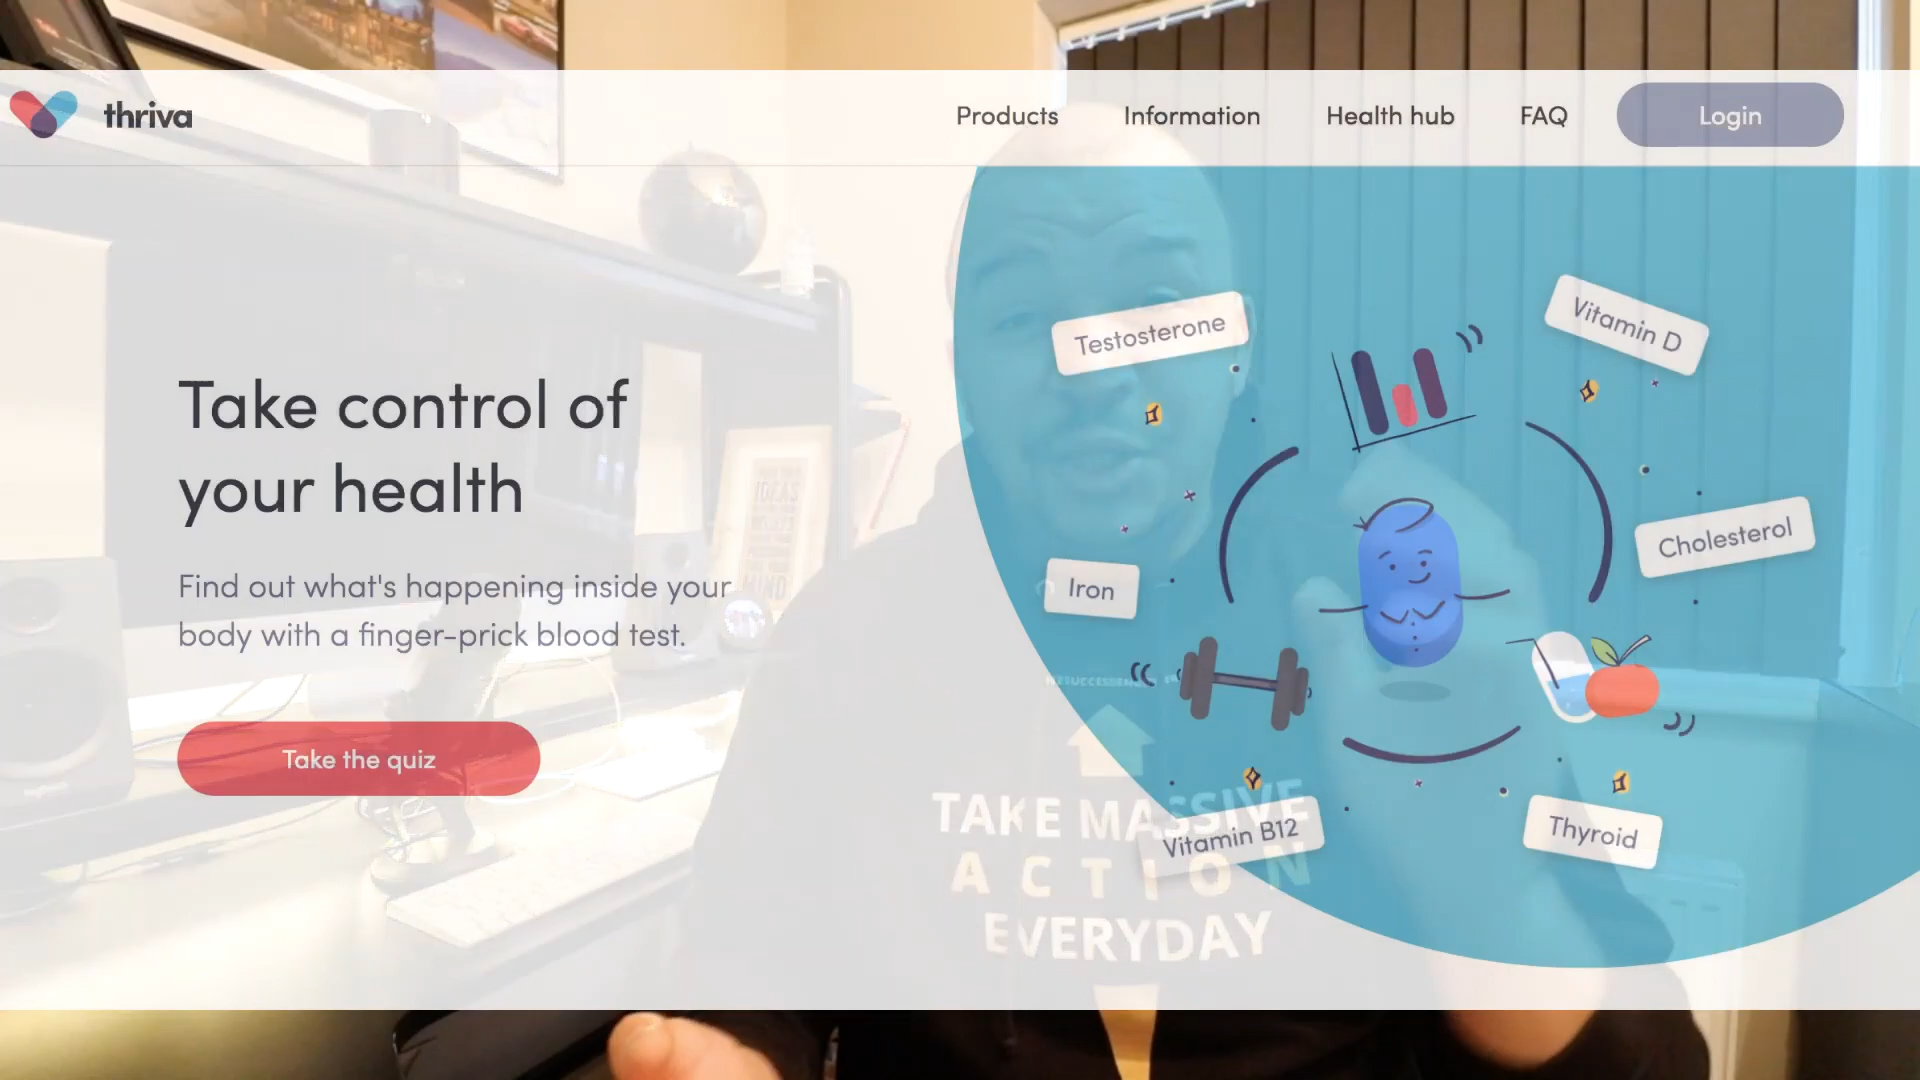 thriva
Products
Information
Health hub
FAQ
Login
Testosterone
Vitamin D
Take control of
your health
Cholesterol
Iron
Find out what's happening inside your
body with a finger-prick blood test.
Take the quiz
Vitamin B12
Thyroid
TAKE MASSIVE
ACTION
EVERYDAY
IDEAS
MIND